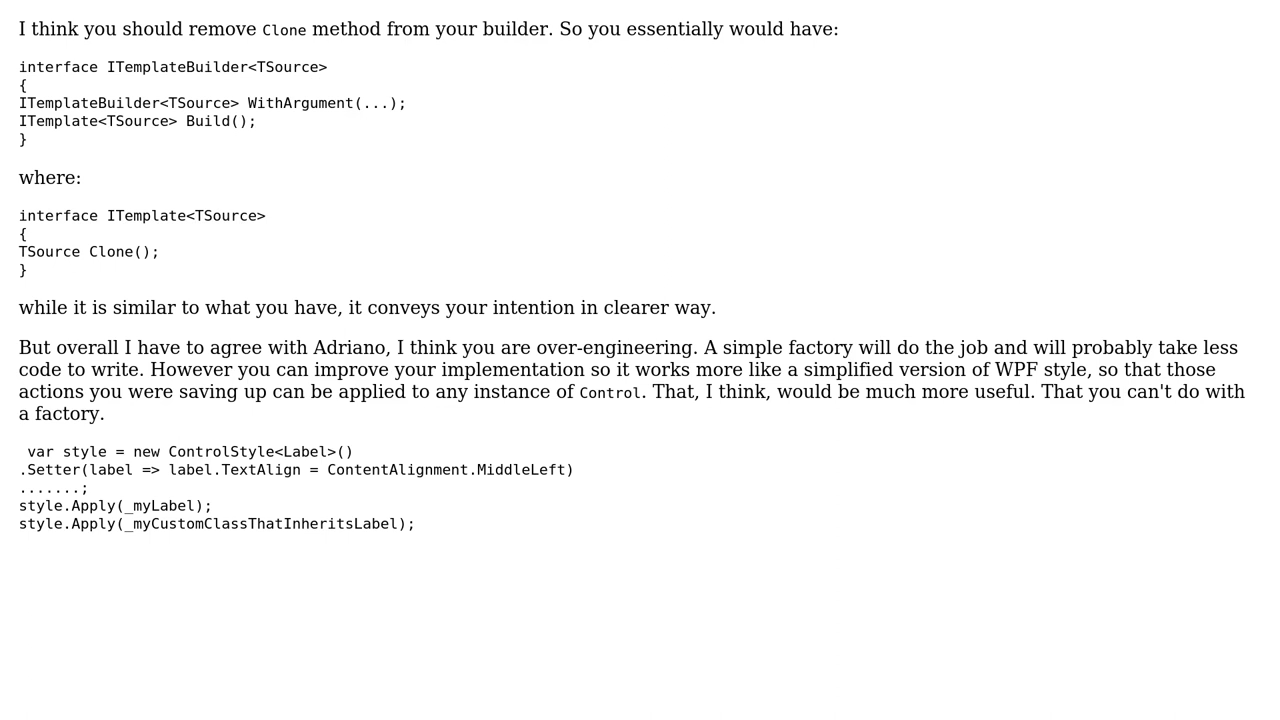 I think you should remove Clone method from your builder. So you essentially would have:
interface ITemplateBuilder<TSource>
{
ITemplateBuilder<TSource> WithArgument(...);
ITemplate<TSource> Build();
}
where:
interface ITemplate<TSource>
{
TSource Clone();
}
while it is similar to what you have, it conveys your intention in clearer way.
But overall I have to agree with Adriano, I think you are over-engineering. A simple factory will do the job and will probably take less
code to write. However you can improve your implementation so it works more like a simplified version of WPF style, so that those
actions you were saving up can be applied to any instance of Control. That, I think, would be much more useful. That you can't do with
a factory.
var style = new ControlStyle<Label>()
.Setter(label => label.TextAlign = ContentAlignment.MiddleLeft)
.......;
style.Apply(_myLabel);
style.Apply(_myCustomClassThatInheritsLabel);